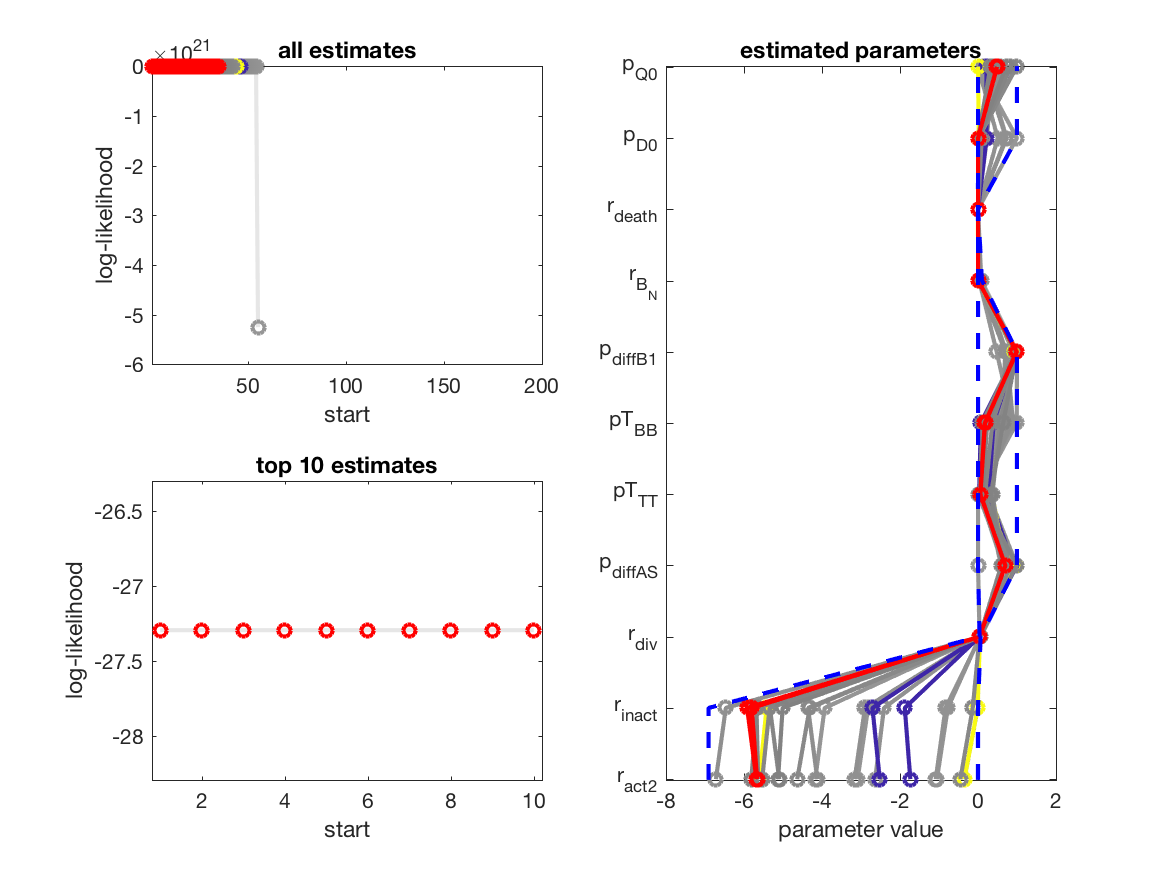 × 10^21
all estimates
0
-1
-2
-3
-4
-5
-6
log-likelihood
50
100
150
200
start
top 10 estimates
-26.5
-27
-27.5
-28
log-likelihood
2
4
6
8
10
start
estimated parameters
p_Q0
p_D0
r_death
r_B_N
p_diffB1
pT_BB
pT_TT
p_diffAS
r_div
r_inact
r_act2
-8
-6
-4
-2
0
2
parameter value